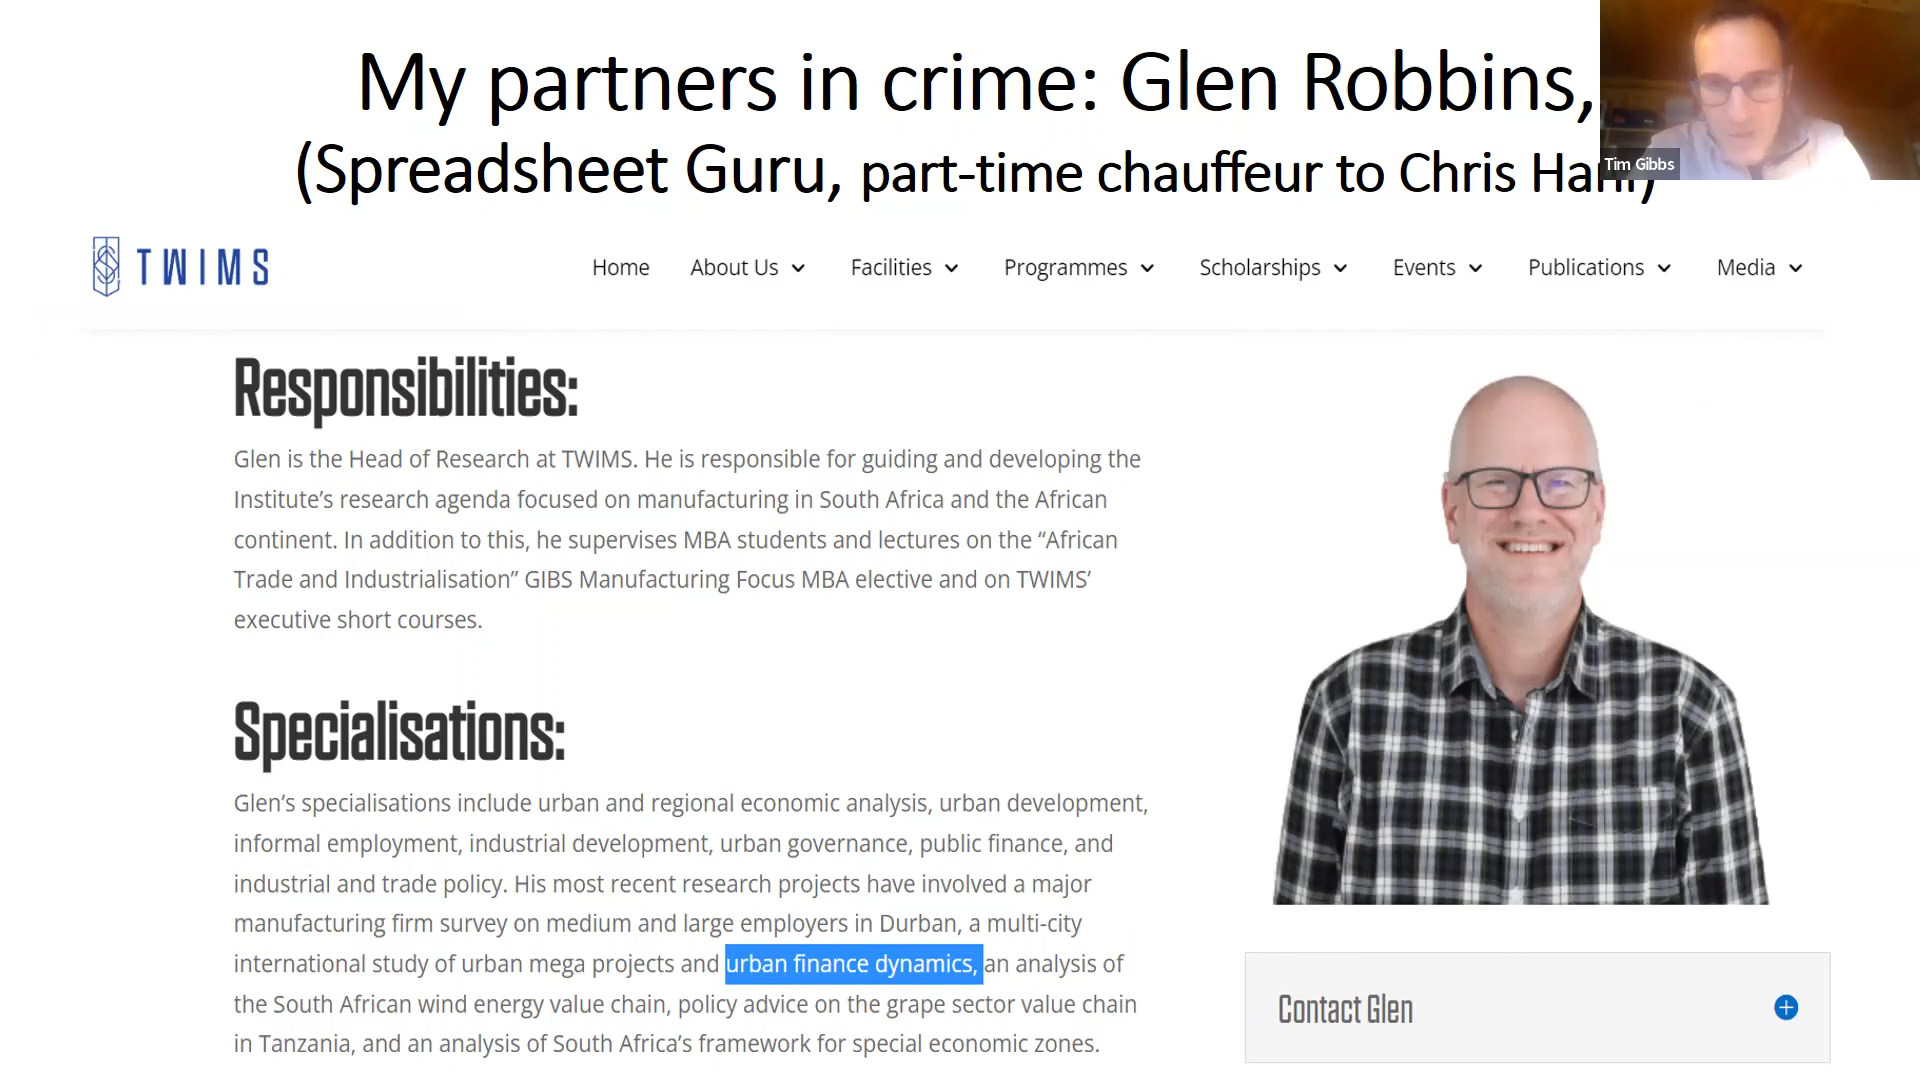 My partners in crime: Glen Robbins,
(Spreadsheet Guru, part-time chauffeur to Chris Hani)
Tim Gibbs
TWIMS
Home About Us Facilities Programmes Scholarships Events Publications Media
Responsibilities:
Glen is the Head of Research at TWIMS. He is responsible for guiding and developing the
Institute’s research agenda focused on manufacturing in South Africa and the African
continent. In addition to this, he supervises MBA students and lectures on the “African
Trade and Industrialisation” GIBS Manufacturing Focus MBA elective and on TWIMS’
executive short courses.
Specialisations:
Glen’s specialisations include urban and regional economic analysis, urban development,
informal employment, industrial development, urban governance, public finance, and
industrial and trade policy. His most recent research projects have involved a major
manufacturing firm survey on medium and large employers in Durban, a multi-city
international study of urban mega projects and urban finance dynamics, an analysis of
the South African wind energy value chain, policy advice on the grape sector value chain
in Tanzania, and an analysis of South Africa’s framework for special economic zones.
Contact Glen